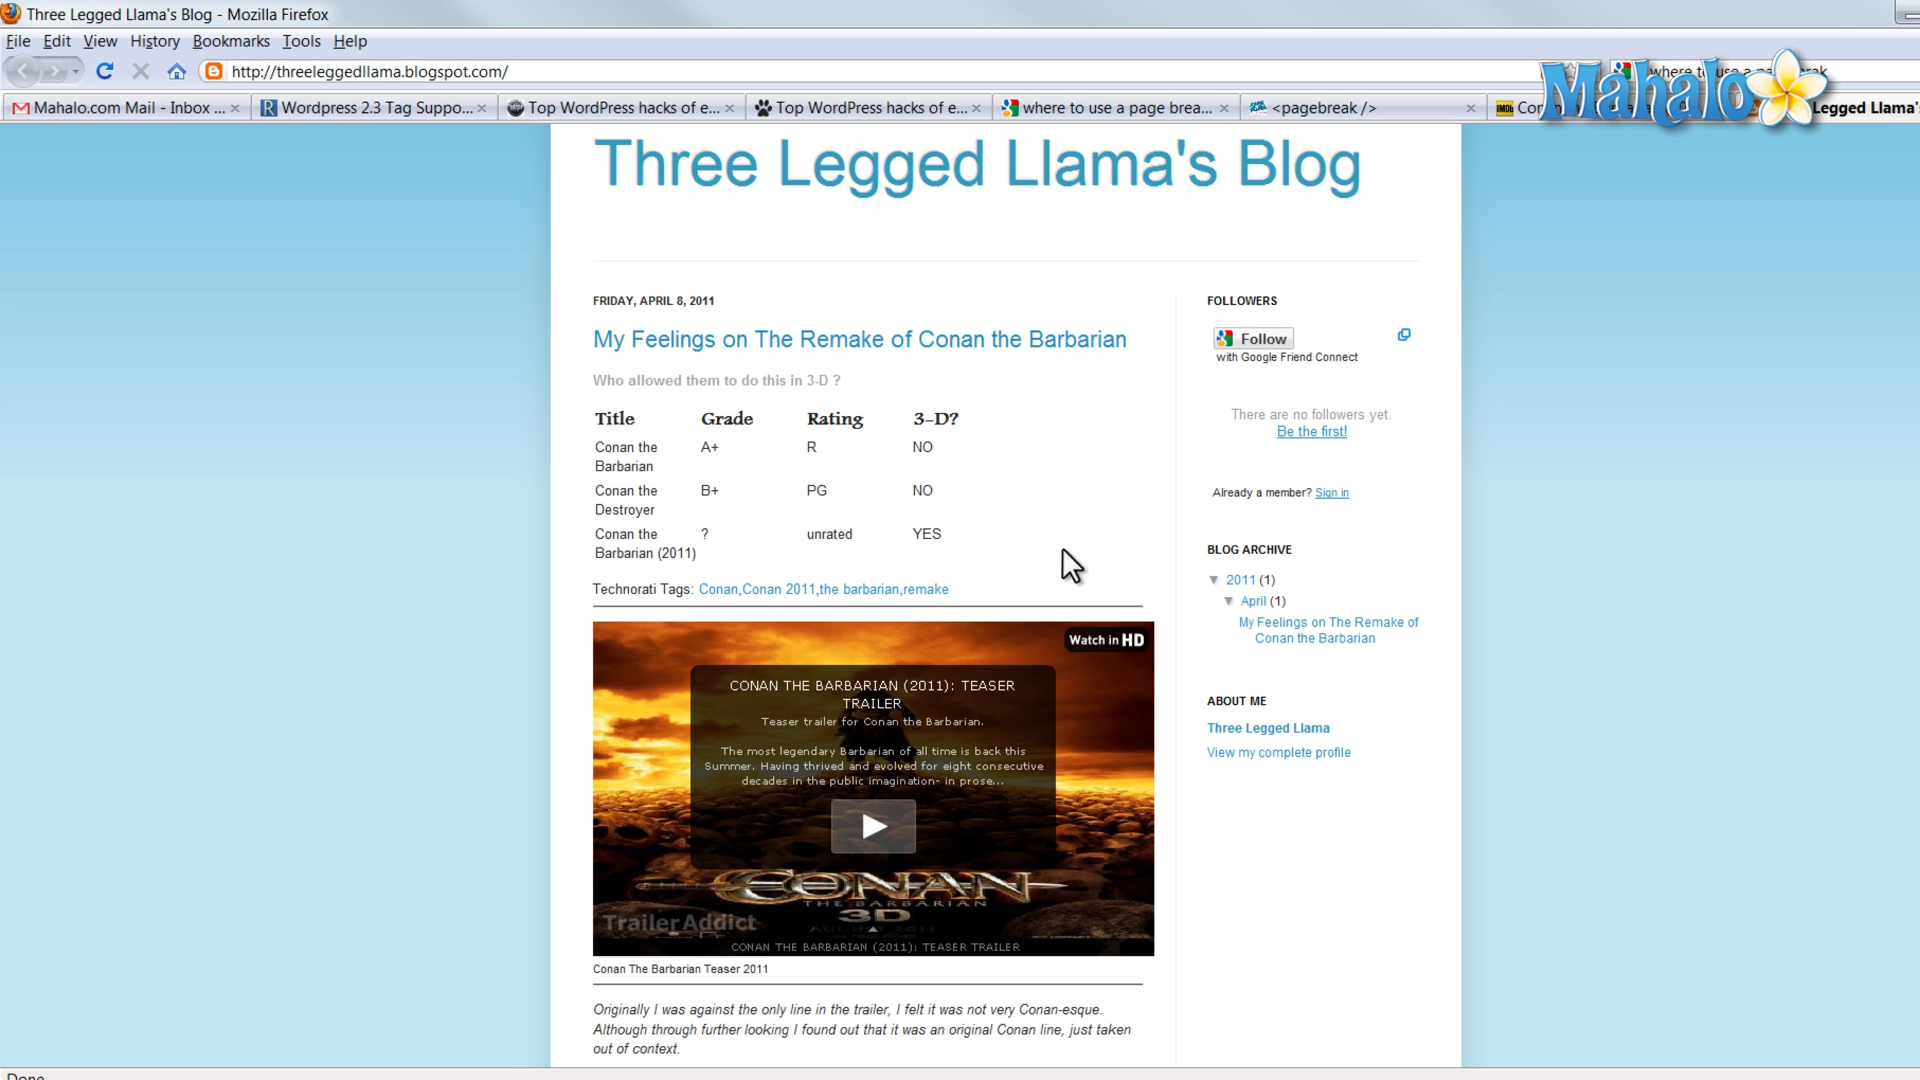 Three Legged Llama's Blog - Mozilla Firefox
File Edit View History Bookmarks Tools Help
http://threeleggedllama.blogspot.com/
where to use a pa
Mahalo
Mahalo.com Mail - Inbox ...
Wordpress 2.3 Tag Suppo...
Top WordPress hacks of e...
Top WordPress hacks of e...
where to use a page brea...
<pagebreak />
Legged Llama's
Three Legged Llama's Blog
FRIDAY, APRIL 8, 2011
My Feelings on The Remake of Conan the Barbarian
Who allowed them to do this in 3-D ?
Title Grade Rating 3-D?
Conan the Barbarian A+ R NO
Conan the Destroyer B+ PG NO
Conan the Barbarian (2011) ? unrated YES
Technorati Tags: Conan,Conan 2011,the barbarian,remake
Watch in HD
CONAN THE BARBARIAN (2011): TEASER
TRAILER
Teaser trailer for Conan the Barbarian.
The most legendary Barbarian of all time is back this
Summer. Having thrived and evolved for eight consecutive
decades in the public imagination- in prose...
CONAN
THE BARBARIAN
3D
TrailerAddict
CONAN THE BARBARIAN (2011): TEASER TRAILER
Conan The Barbarian Teaser 2011
Originally I was against the only line in the trailer, I felt it was not very Conan-esque.
Although through further looking I found out that it was an original Conan line, just taken
out of context.
FOLLOWERS
Follow
with Google Friend Connect
There are no followers yet.
Be the first!
Already a member? Sign in
BLOG ARCHIVE
▼ 2011 (1)
▼ April (1)
My Feelings on The Remake of
Conan the Barbarian
ABOUT ME
Three Legged Llama
View my complete profile
Done